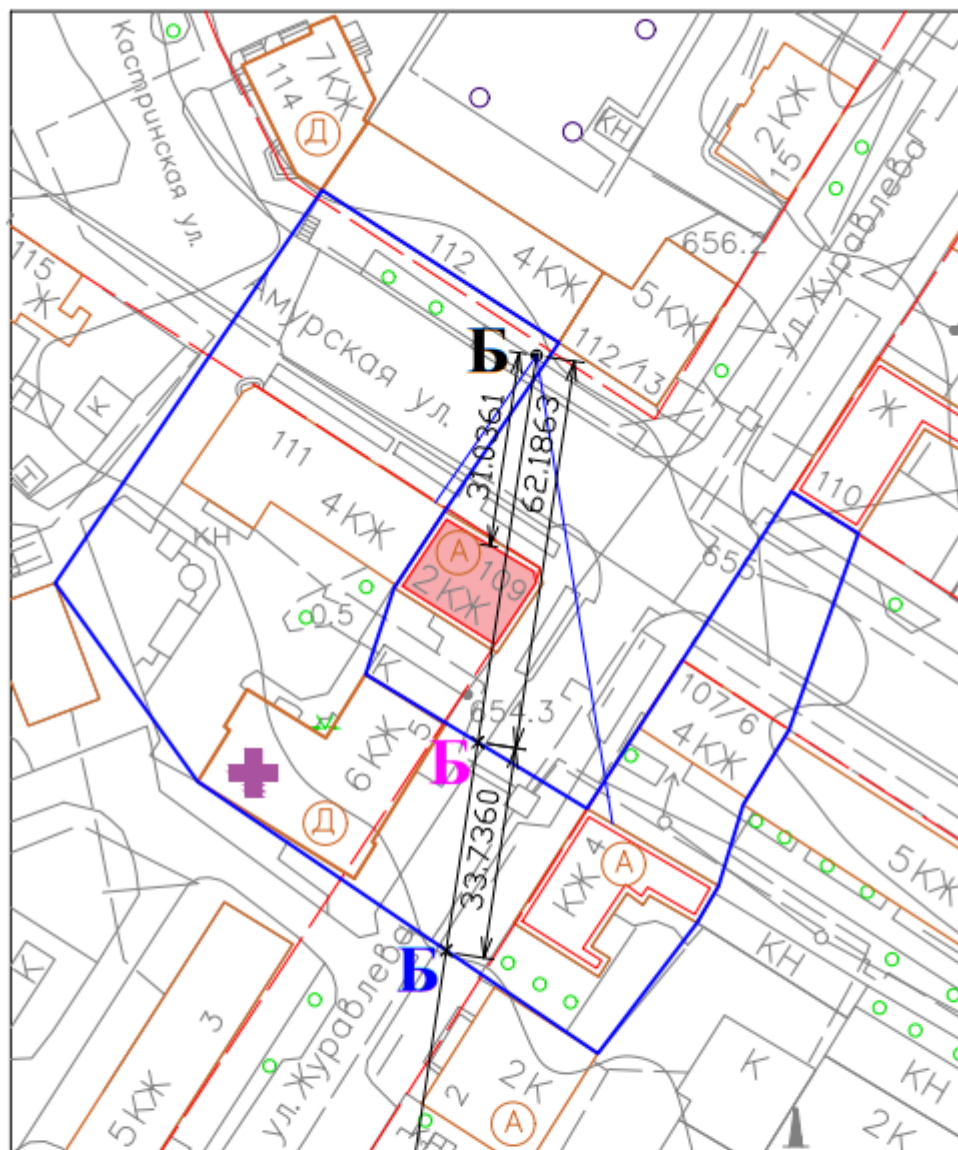 Кастринская ул.
7КЖ
114
Д
КН
2КЖ
15
ул. Журавлева
656.2
115
Ж
112
4КЖ
5КЖ
112/13
Амурская ул.
Б
31.0361
62.1863
К
Ж
110
111
4КЖ
КН
А
109
2КЖ
655.
0.5
К
654.3
107/6
4КЖ
6КЖ
5
Б
33.7360
Д
КЖ 4
А
5КЖ
Б
К
КН
3
5КЖ
ул. Журавлева
2
2К
А
К
КН
2К